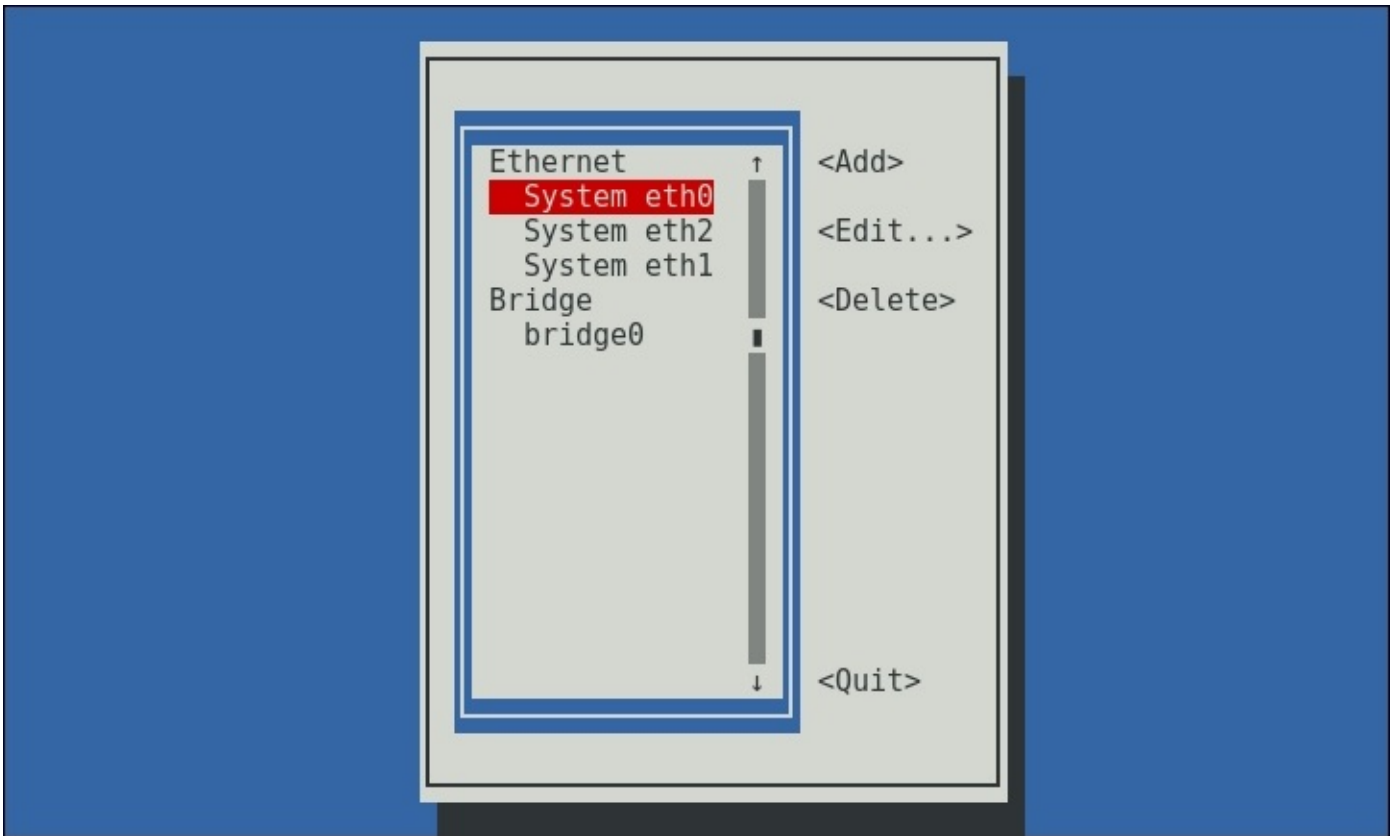 Ethernet ↑ <Add>
System eth0
System eth2 <Edit...>
System eth1
Bridge <Delete>
bridge0
↓ <Quit>